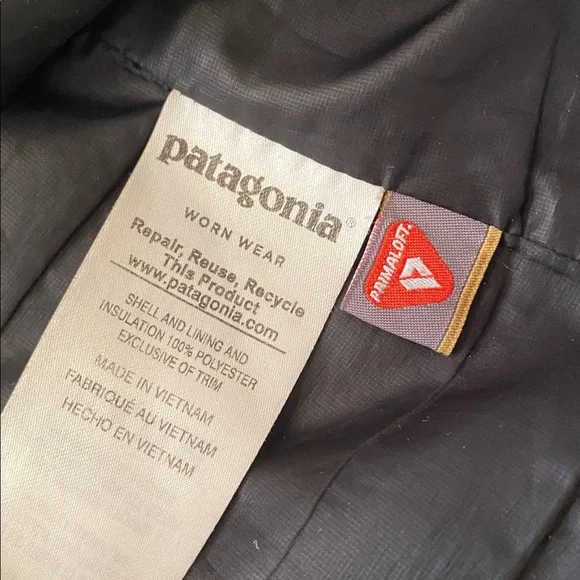 patagonia®
WORN WEAR
Repair, Reuse, Recycle
This Product
www.patagonia.com
SHELL AND LINING AND
INSULATION 100% POLYESTER
EXCLUSIVE OF TRIM
MADE IN VIETNAM
FABRIQUÉ AU VIETNAM
HECHO EN VIETNAM
PRIMALOFT®